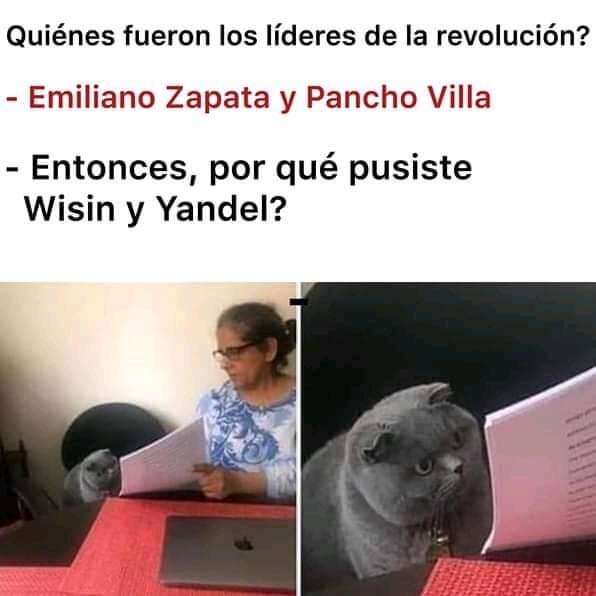 Quiénes fueron los líderes de la revolución?
- Emiliano Zapata y Pancho Villa
- Entonces, por qué pusiste
Wisin y Yandel?
-